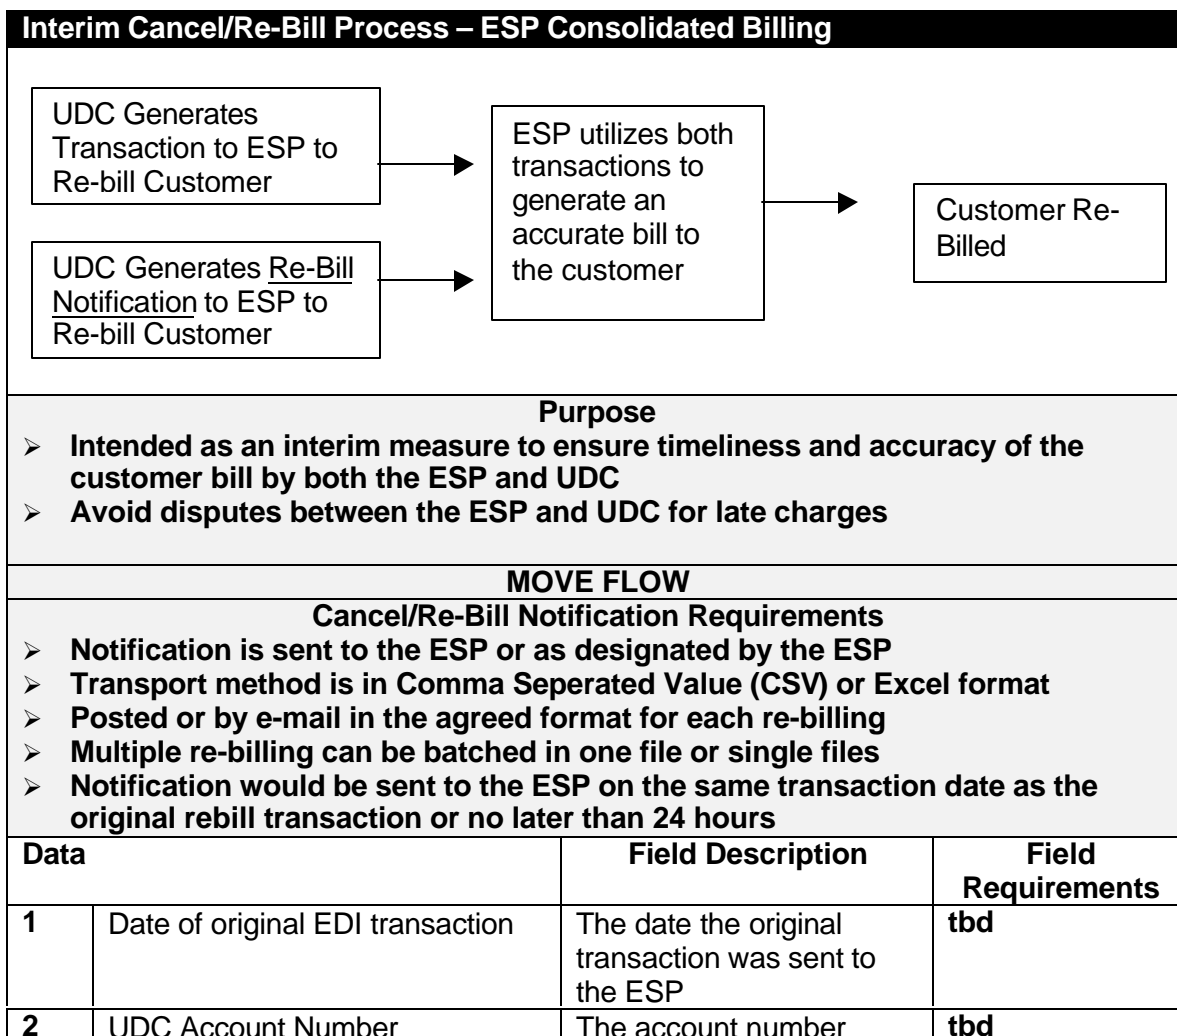 Interim Cancel/Re-Bill Process – ESP Consolidated Billing
UDC Generates
Transaction to ESP to
Re-bill Customer
UDC Generates Re-Bill
Notification to ESP to
Re-bill Customer
ESP utilizes both
transactions to
generate an
accurate bill to
the customer
Customer Re-
Billed
Purpose
➢ Intended as an interim measure to ensure timeliness and accuracy of the
customer bill by both the ESP and UDC
➢ Avoid disputes between the ESP and UDC for late charges
MOVE FLOW
Cancel/Re-Bill Notification Requirements
➢ Notification is sent to the ESP or as designated by the ESP
➢ Transport method is in Comma Seperated Value (CSV) or Excel format
➢ Posted or by e-mail in the agreed format for each re-billing
➢ Multiple re-billing can be batched in one file or single files
➢ Notification would be sent to the ESP on the same transaction date as the
original rebill transaction or no later than 24 hours
Data Field Description Field
Requirements
1 Date of original EDI transaction The date the original tbd
transaction was sent to
the ESP
2 UDC Account Number The account number tbd